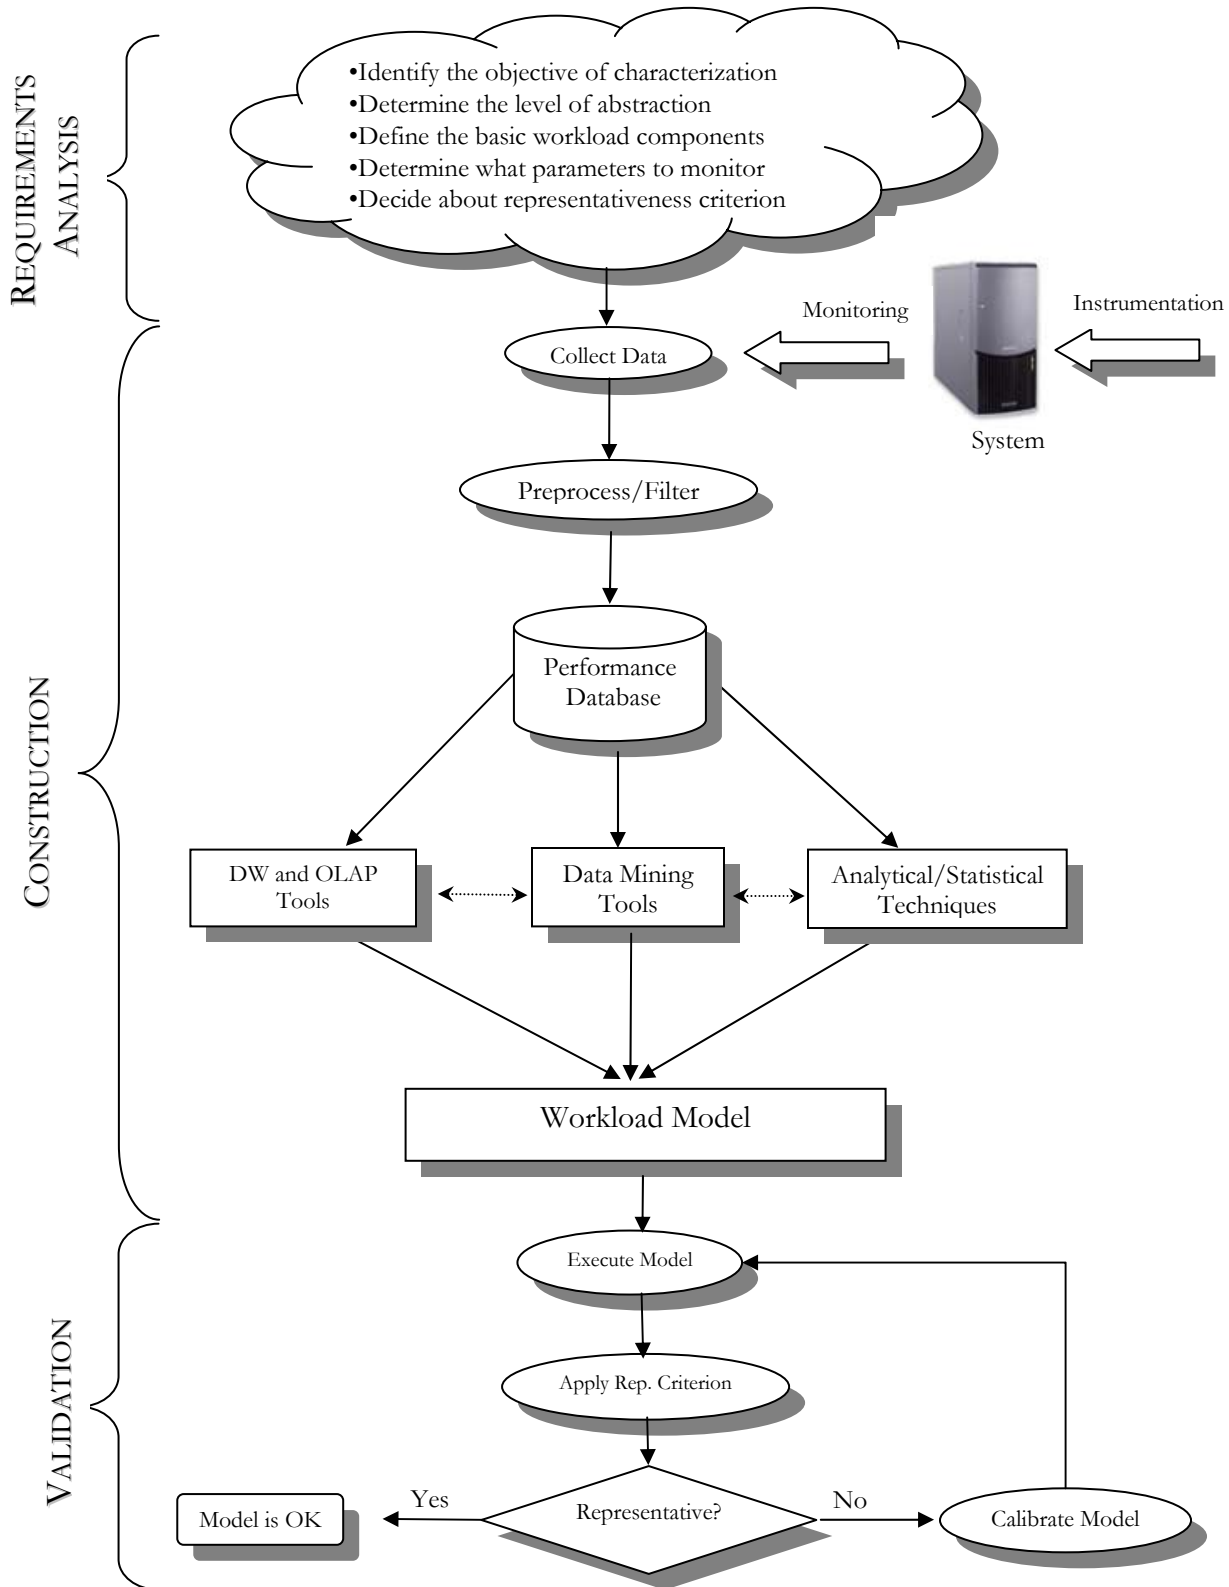 REQUIREMENTS
ANALYSIS
•Identify the objective of characterization
•Determine the level of abstraction
•Define the basic workload components
•Determine what parameters to monitor
•Decide about representativeness criterion
Monitoring
Instrumentation
Collect Data
System
Preprocess/Filter
CONSTRUCTION
Performance
Database
DW and OLAP
Tools
Data Mining
Tools
Analytical/Statistical
Techniques
Workload Model
VALIDATION
Execute Model
Apply Rep. Criterion
Representative?
Yes
No
Model is OK
Calibrate Model